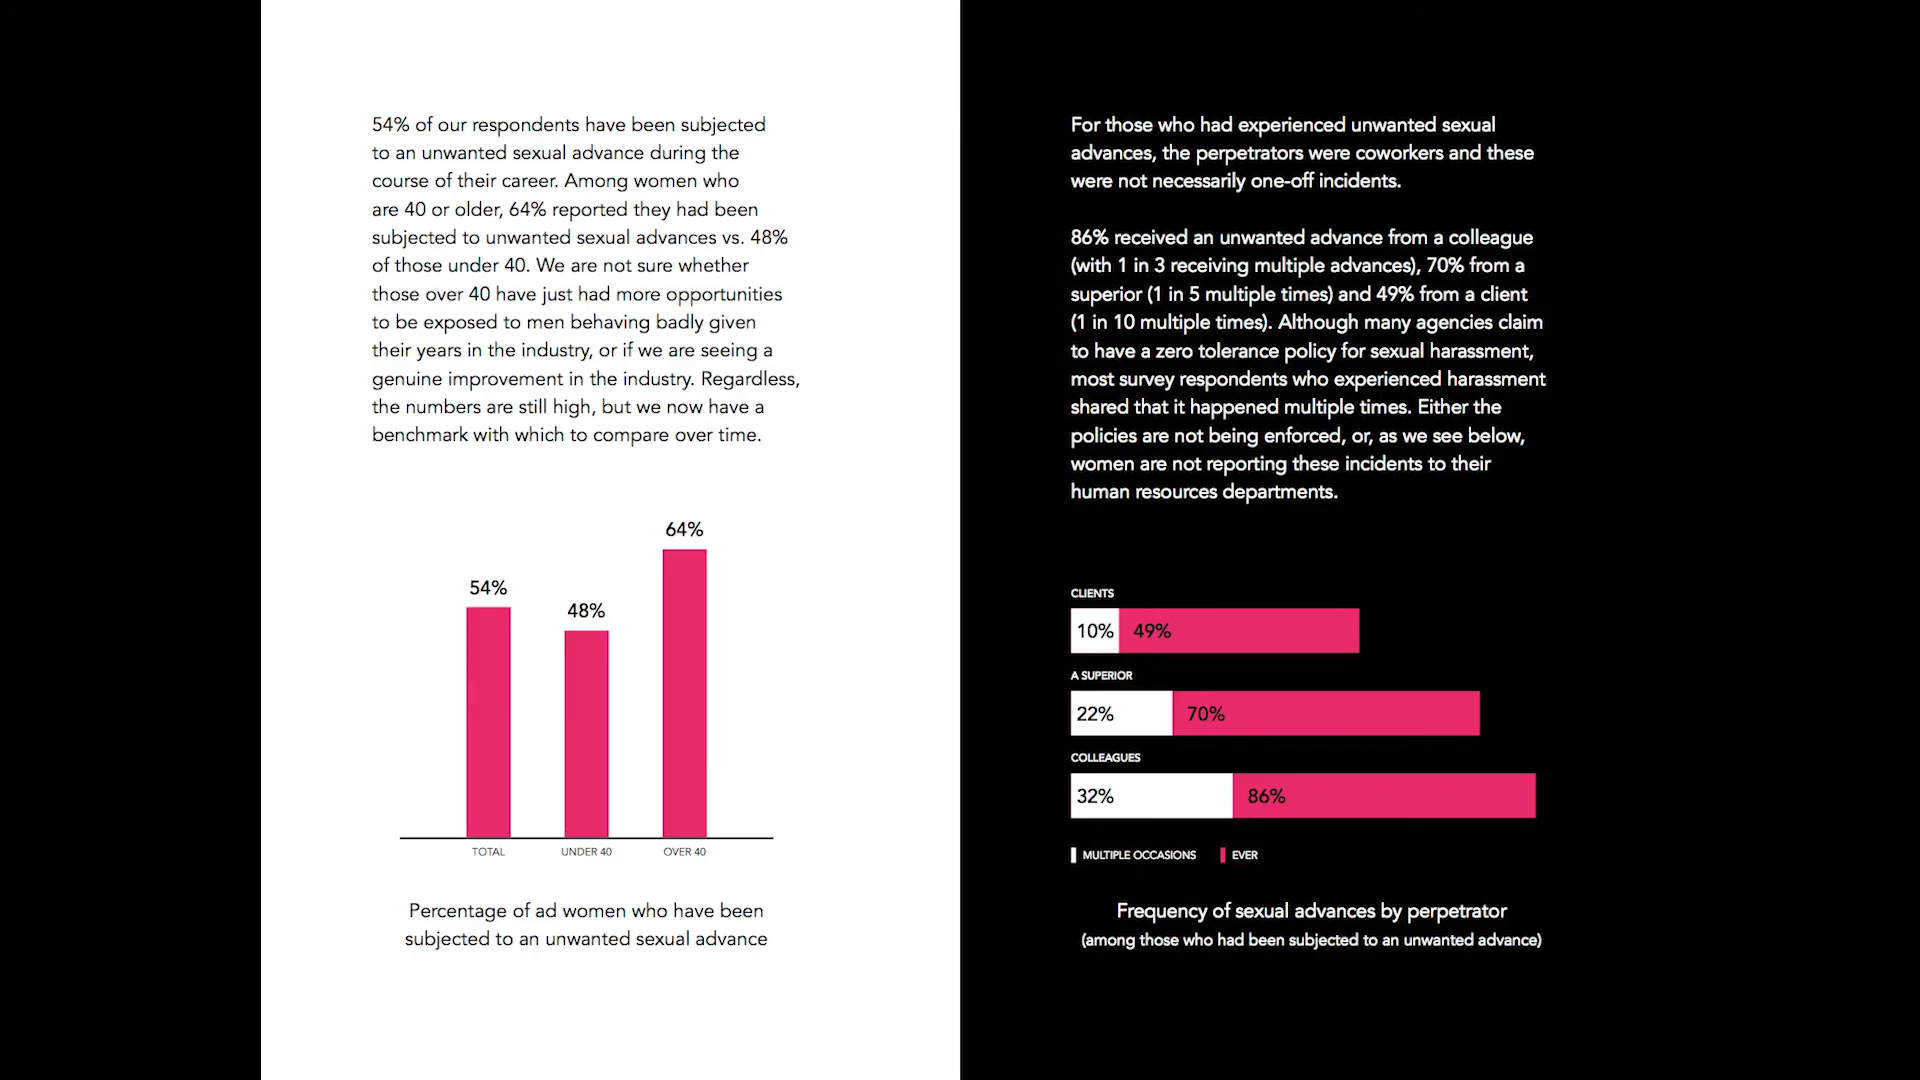 54% of our respondents have been subjected
to an unwanted sexual advance during the
course of their career. Among women who
are 40 or older, 64% reported they had been
subjected to unwanted sexual advances vs. 48%
of those under 40. We are not sure whether
those over 40 have just had more opportunities
to be exposed to men behaving badly given
their years in the industry, or if we are seeing a
genuine improvement in the industry. Regardless,
the numbers are still high, but we now have a
benchmark with which to compare over time.
54%
48%
64%
TOTAL
UNDER 40
OVER 40
Percentage of ad women who have been
subjected to an unwanted sexual advance
For those who had experienced unwanted sexual
advances, the perpetrators were coworkers and these
were not necessarily one-off incidents.
86% received an unwanted advance from a colleague
(with 1 in 3 receiving multiple advances), 70% from a
superior (1 in 5 multiple times) and 49% from a client
(1 in 10 multiple times). Although many agencies claim
to have a zero tolerance policy for sexual harassment,
most survey respondents who experienced harassment
shared that it happened multiple times. Either the
policies are not being enforced, or, as we see below,
women are not reporting these incidents to their
human resources departments.
CLIENTS
10% 49%
A SUPERIOR
22% 70%
COLLEAGUES
32% 86%
MULTIPLE OCCASIONS EVER
Frequency of sexual advances by perpetrator
(among those who had been subjected to an unwanted advance)